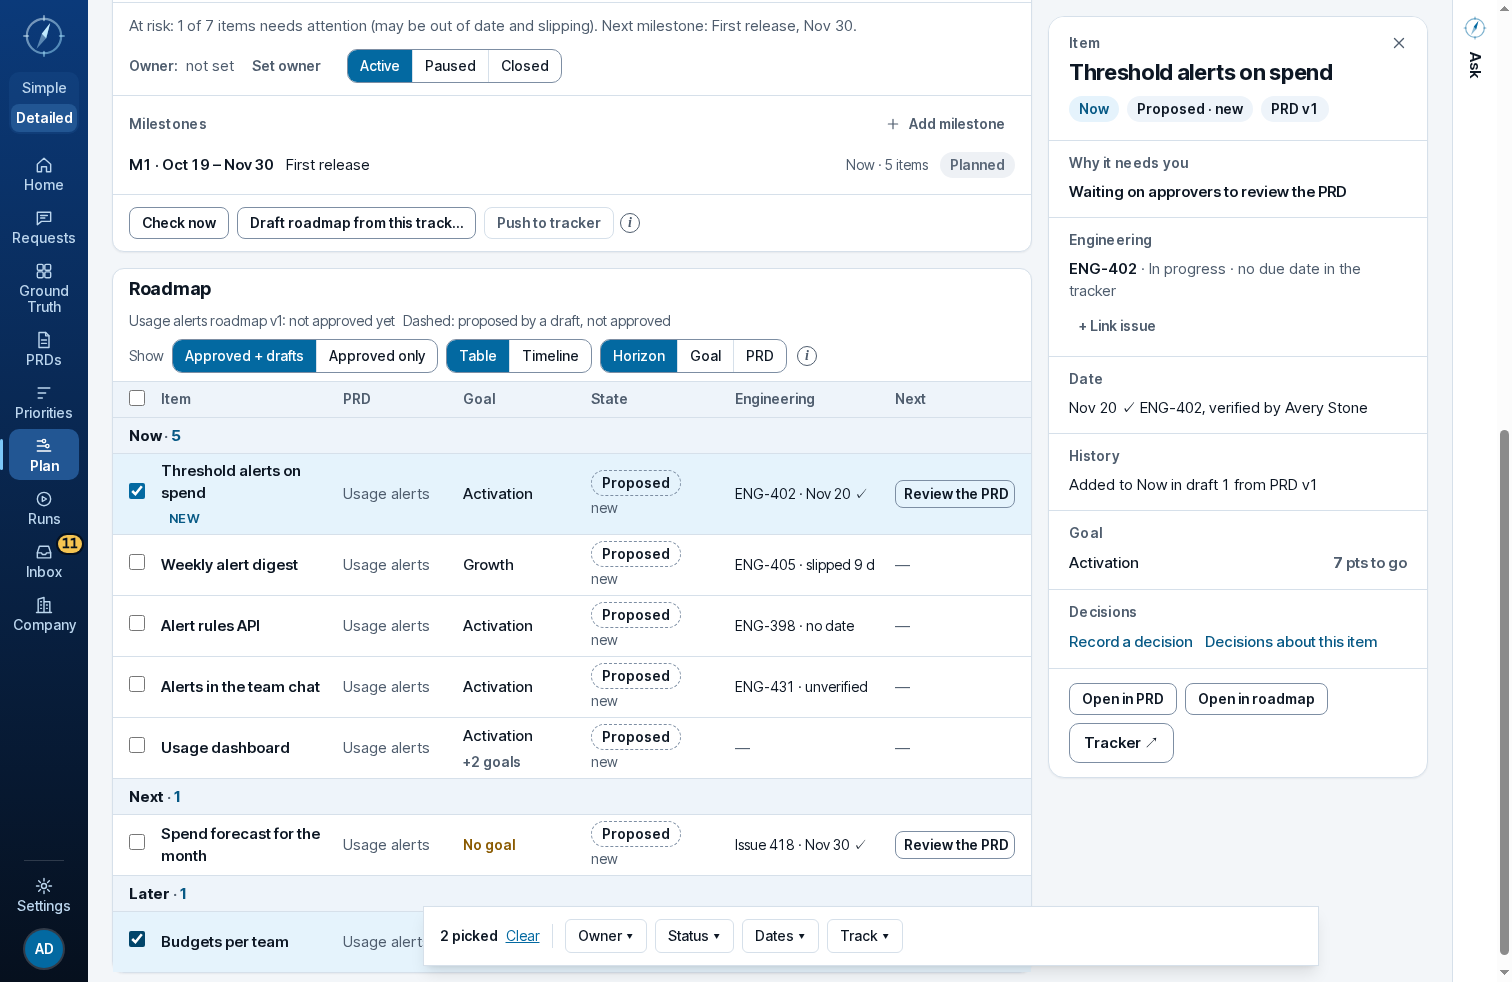 Simple
Detailed
Home
Requests
Ground
Truth
PRDs
Priorities
Plan
Runs
11
Inbox
Company
Settings
AD
At risk: 1 of 7 items needs attention (may be out of date and slipping). Next milestone: First release, Nov 30.
Owner: not set Set owner Active Paused Closed
Milestones + Add milestone
M1 · Oct 19 – Nov 30 First release Now · 5 items Planned
Check now Draft roadmap from this track... Push to tracker i
Roadmap
Usage alerts roadmap v1: not approved yet Dashed: proposed by a draft, not approved
Show Approved + drafts Approved only Table Timeline Horizon Goal PRD i
Item PRD Goal State Engineering Next
Now · 5
Threshold alerts on
spend
NEW
Usage alerts Activation Proposed
new
ENG-402 · Nov 20 ✓ Review the PRD
Weekly alert digest Usage alerts Growth Proposed
new
ENG-405 · slipped 9 d —
Alert rules API Usage alerts Activation Proposed
new
ENG-398 · no date —
Alerts in the team chat Usage alerts Activation Proposed
new
ENG-431 · unverified —
Usage dashboard Usage alerts Activation
+2 goals
Proposed
new
— —
Next · 1
Spend forecast for the
month
Usage alerts No goal Proposed
new
Issue 418 · Nov 30 ✓ Review the PRD
Later · 1
Budgets per team Usage alerts
2 picked Clear Owner ▾ Status ▾ Dates ▾ Track ▾
Item
Threshold alerts on spend
Now Proposed · new PRD v1
Why it needs you
Waiting on approvers to review the PRD
Engineering
ENG-402 · In progress · no due date in the
tracker
+ Link issue
Date
Nov 20 ✓ ENG-402, verified by Avery Stone
History
Added to Now in draft 1 from PRD v1
Goal
Activation 7 pts to go
Decisions
Record a decision Decisions about this item
Open in PRD Open in roadmap
Tracker ↗
Ask